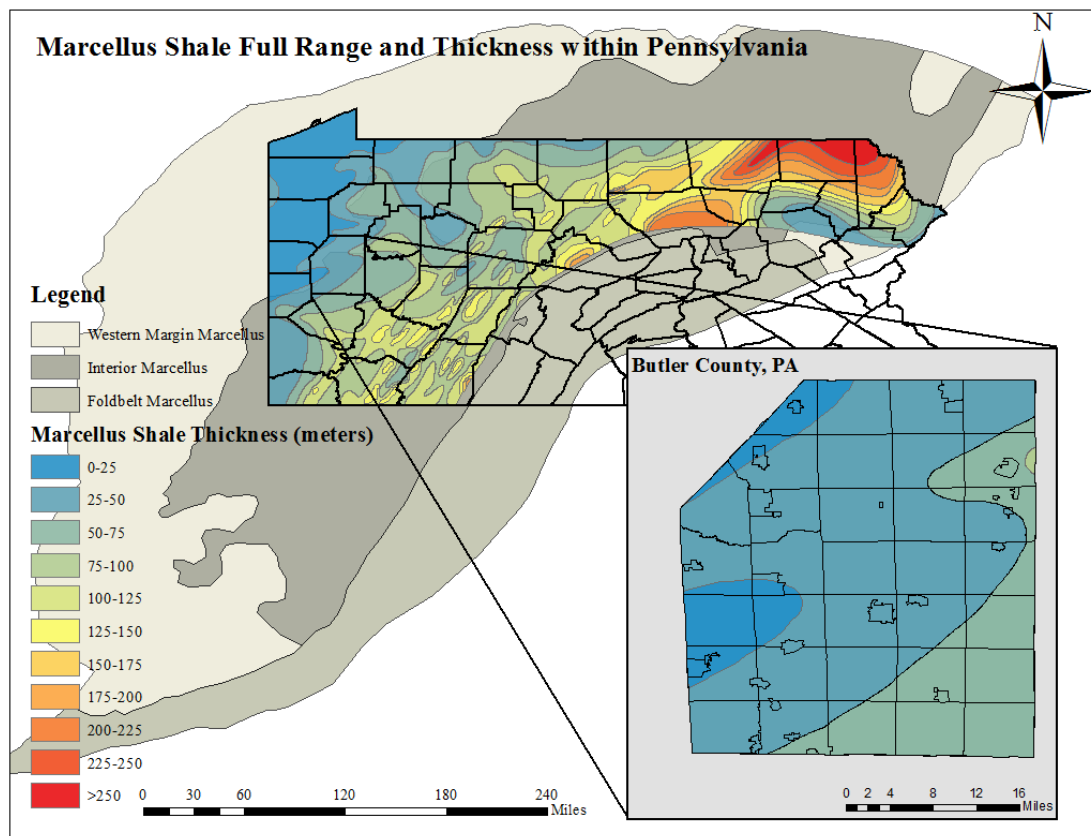 Marcellus Shale Full Range and Thickness within Pennsylvania
N
Legend
Western Margin Marcellus
Interior Marcellus
Foldbelt Marcellus
Marcellus Shale Thickness (meters)
0-25
25-50
50-75
75-100
100-125
125-150
150-175
175-200
200-225
225-250
>250
0 30 60 120 180 240
Miles
Butler County, PA
0 2 4 8 12 16
Miles